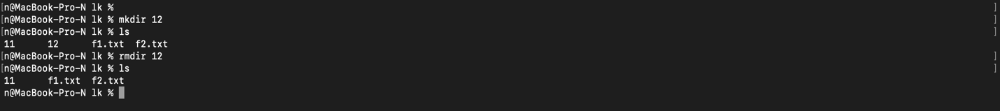 [n@MacBook-Pro-N lk % ]
[n@MacBook-Pro-N lk % mkdir 12 ]
[n@MacBook-Pro-N lk % ls ]
11 12 f1.txt f2.txt
[n@MacBook-Pro-N lk % rmdir 12 ]
[n@MacBook-Pro-N lk % ls ]
11 f1.txt f2.txt
n@MacBook-Pro-N lk %